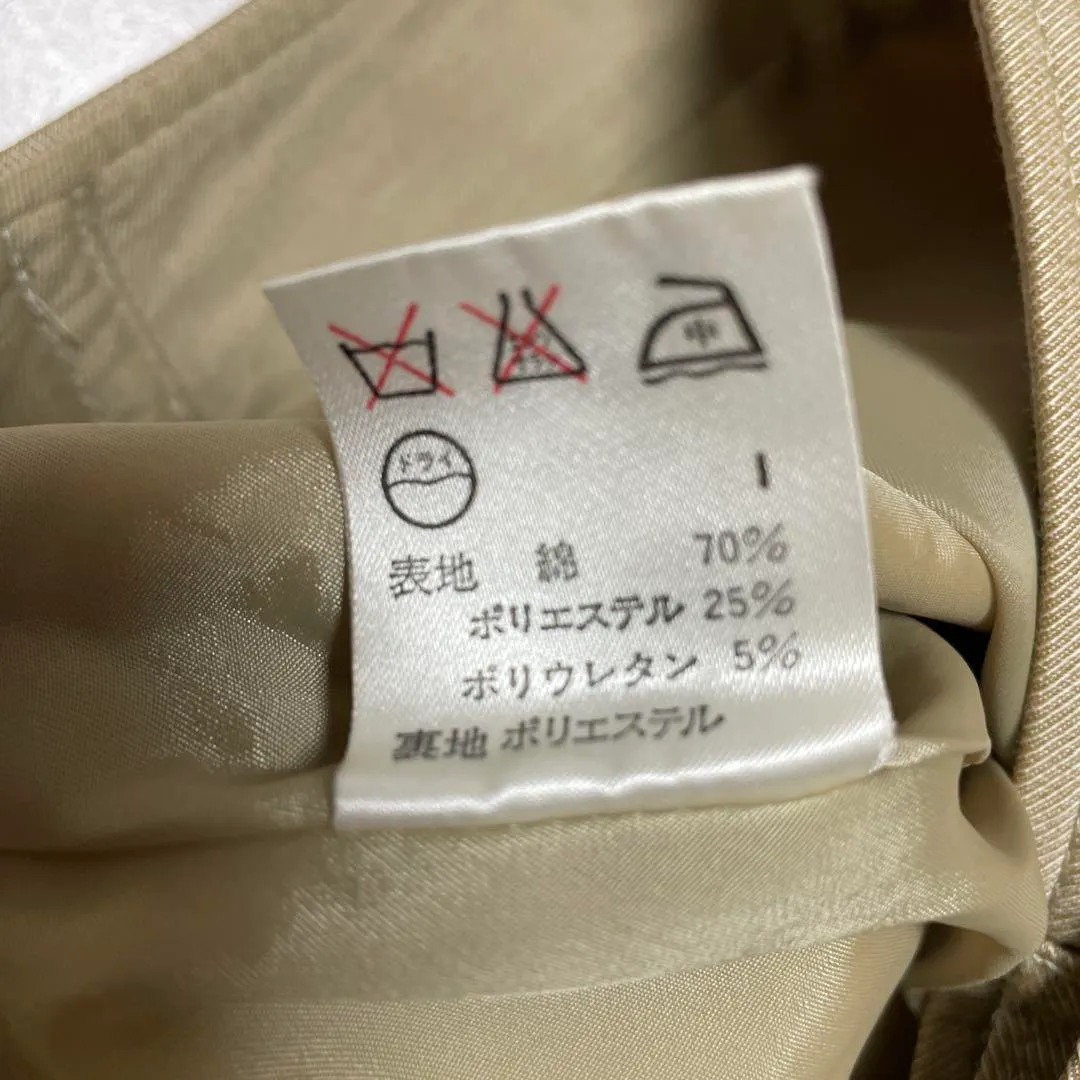 中
ドライ
I
表地 綿 70%
ポリエステル 25%
ポリウレタン 5%
裏地 ポリエステル